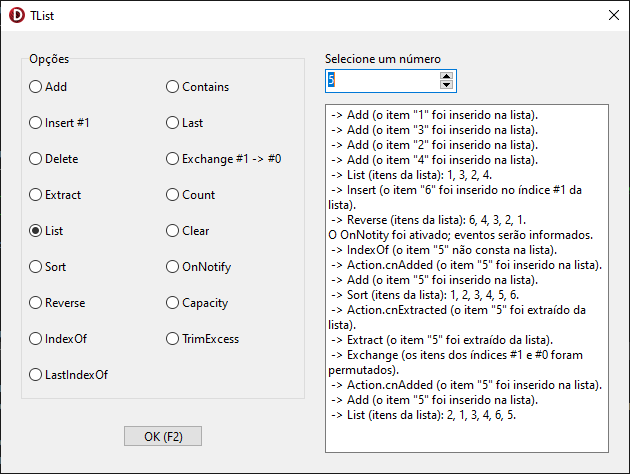 TList
Opções
Add
Insert #1
Delete
Extract
List
Sort
Reverse
IndexOf
LastIndexOf
Contains
Last
Exchange #1 -> #0
Count
Clear
OnNotify
Capacity
TrimExcess
OK (F2)
Selecione um número
5
-> Add (o item "1" foi inserido na lista).
-> Add (o item "3" foi inserido na lista).
-> Add (o item "2" foi inserido na lista).
-> Add (o item "4" foi inserido na lista).
-> List (itens da lista): 1, 3, 2, 4.
-> Insert (o item "6" foi inserido no índice #1 da
lista).
-> Reverse (itens da lista): 6, 4, 3, 2, 1.
O OnNotity foi ativado; eventos serão informados.
-> IndexOf (o item "5" não consta na lista).
-> Action.cnAdded (o item "5" foi inserido na lista).
-> Add (o item "5" foi inserido na lista).
-> Sort (itens da lista): 1, 2, 3, 4, 5, 6.
-> Action.cnExtracted (o item "5" foi extraído da
lista).
-> Extract (o item "5" foi extraído da lista).
-> Exchange (os itens dos índices #1 e #0 foram
permutados).
-> Action.cnAdded (o item "5" foi inserido na lista).
-> Add (o item "5" foi inserido na lista).
-> List (itens da lista): 2, 1, 3, 4, 6, 5.